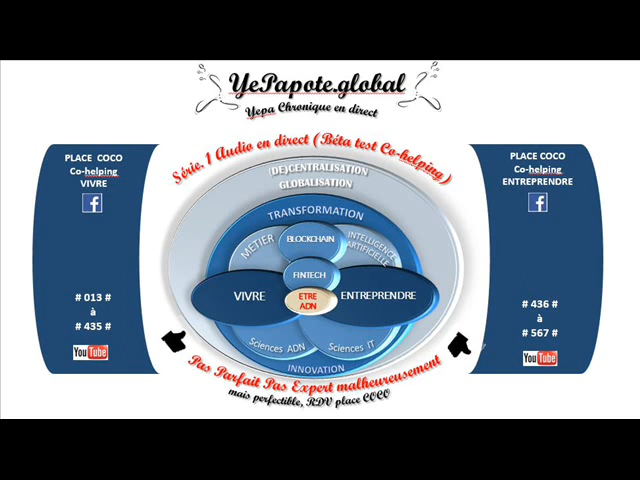 YePapote.global
Yepa Chronique en direct
Série, 1 Audio en direct (Béta test Co-helping)
PLACE COCO
Co-helping
VIVRE
# 013 #
à
# 435 #
YouTube
(DE)CENTRALISATION
GLOBALISATION
TRANSFORMATION
METIER
BLOCKCHAIN
INTELLIGENCE
ARTIFICIELLE
FINTECH
VIVRE
ETRE
ADN
ENTREPRENDRE
Sciences ADN
Sciences IT
INNOVATION
PLACE COCO
Co-helping
ENTREPRENDRE
# 436 #
à
# 567 #
YouTube
Pas Parfait Pas Expert malheureusement
mais perfectible, RDV place COCO